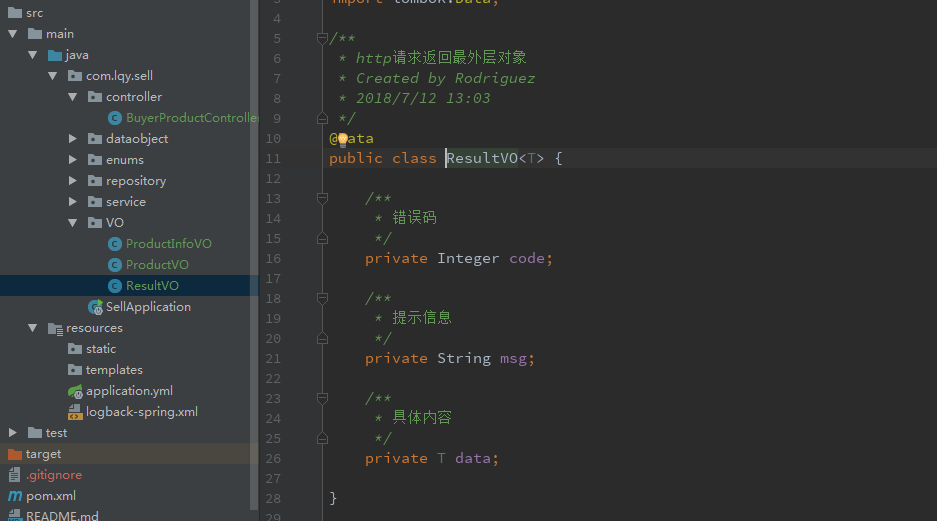 src
main
java
com.lqy.sell
controller
BuyerProductControlle
dataobject
enums
repository
service
VO
ProductInfoVO
ProductVO
ResultVO
SellApplication
resources
static
templates
application.yml
logback-spring.xml
test
target
.gitignore
pom.xml
README.md
import lombok.Data;
4
5 /**
6 * http请求返回最外层对象
7 * Created by Rodriguez
8 * 2018/7/12 13:03
9 */
10 @Data
11 public class ResultVO<T> {
12
13 /**
14 * 错误码
15 */
16 private Integer code;
17
18 /**
19 * 提示信息
20 */
21 private String msg;
22
23 /**
24 * 具体内容
25 */
26 private T data;
27
28 }
29